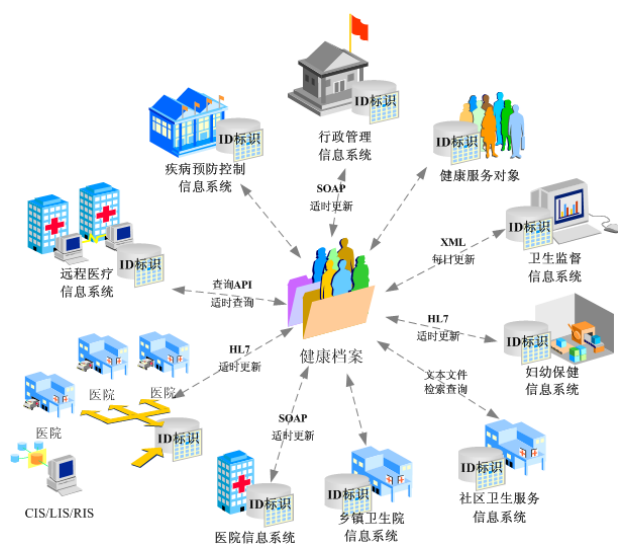 ID标识
行政管理
信息系统
ID标识
疾病预防控制
信息系统
ID标识
健康服务对象
SOAP
适时更新
ID标识
卫生监督
信息系统
XML
每日更新
ID标识
远程医疗
信息系统
查询API
适时查询
健康档案
HL7
适时更新
ID标识
妇幼保健
信息系统
HL7
适时更新
医院
医院
医院
ID标识
CIS/LIS/RIS
SOAP
适时更新
文本文件
检索查询
ID标识
医院信息系统
ID标识
乡镇卫生院
信息系统
ID标识
社区卫生服务
信息系统